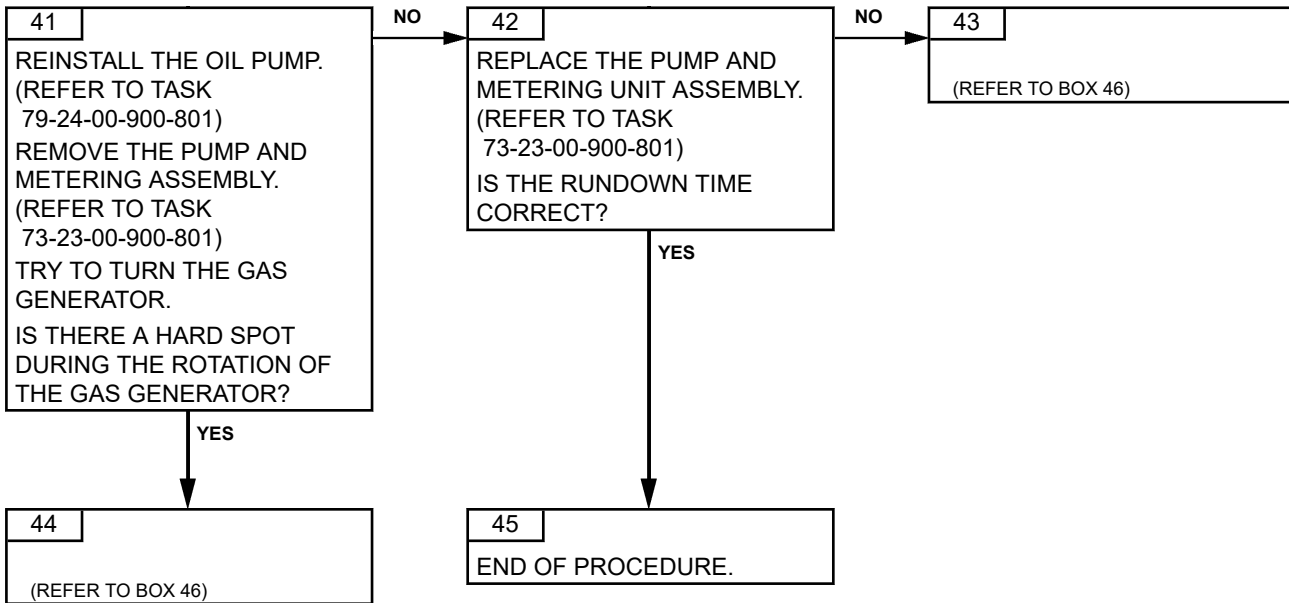 41
REINSTALL THE OIL PUMP.
(REFER TO TASK
79-24-00-900-801)
REMOVE THE PUMP AND
METERING ASSEMBLY.
(REFER TO TASK
73-23-00-900-801)
TRY TO TURN THE GAS
GENERATOR.
IS THERE A HARD SPOT
DURING THE ROTATION OF
THE GAS GENERATOR?
NO
42
REPLACE THE PUMP AND
METERING UNIT ASSEMBLY.
(REFER TO TASK
73-23-00-900-801)
IS THE RUNDOWN TIME
CORRECT?
NO
43
(REFER TO BOX 46)
YES
YES
44
(REFER TO BOX 46)
45
END OF PROCEDURE.